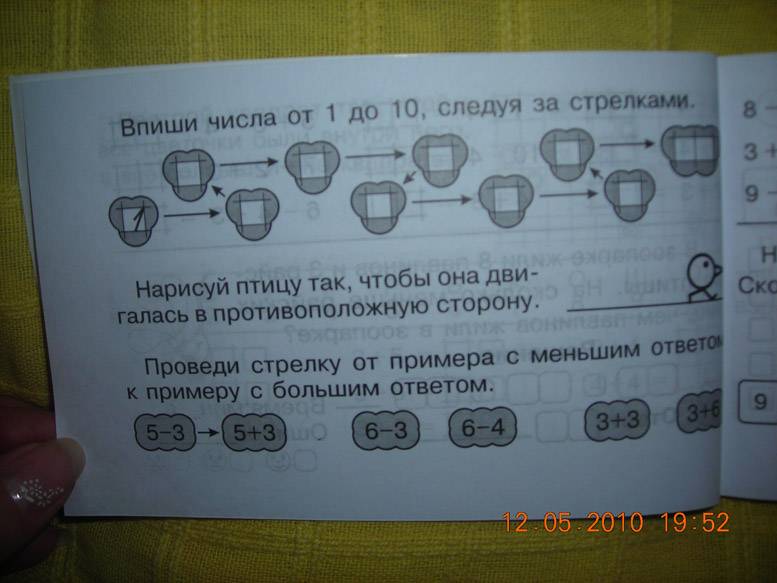 Впиши числа от 1 до 10, следуя за стрелками.
1
Нарисуй птицу так, чтобы она дви-
галась в противоположную сторону.
Проведи стрелку от примера с меньшим ответом
к примеру с большим ответом.
5−3 → 5+3 6−3 6−4 3+3 3+6
8
3 +
9 −
Н
Ско
9
12.05.2010 19:52